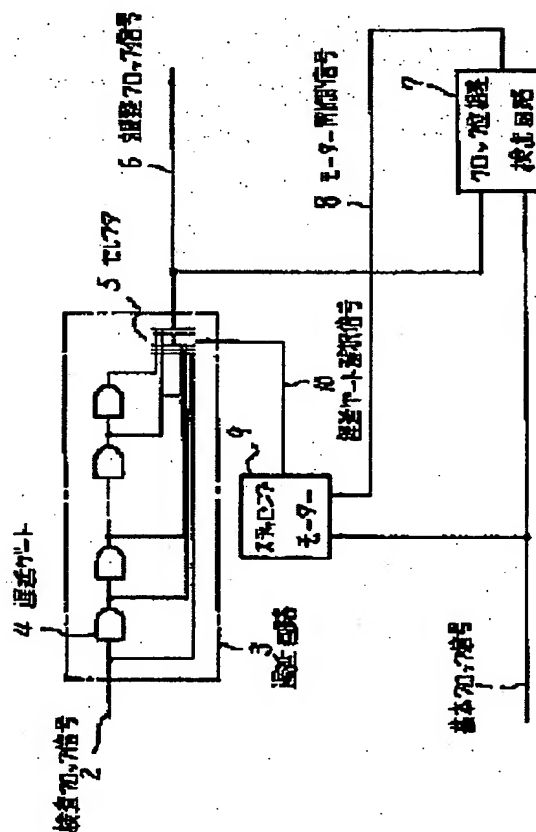 検査クロック信号
2
4 遅延ゲート
3
遅延回路
5 セレクタ
6 調整クロック信号
9
ステッピング
モーター
10
遅延ゲート選択信号
8 モーター制御信号
7
クロック位相差
検出回路
基本クロック信号
1